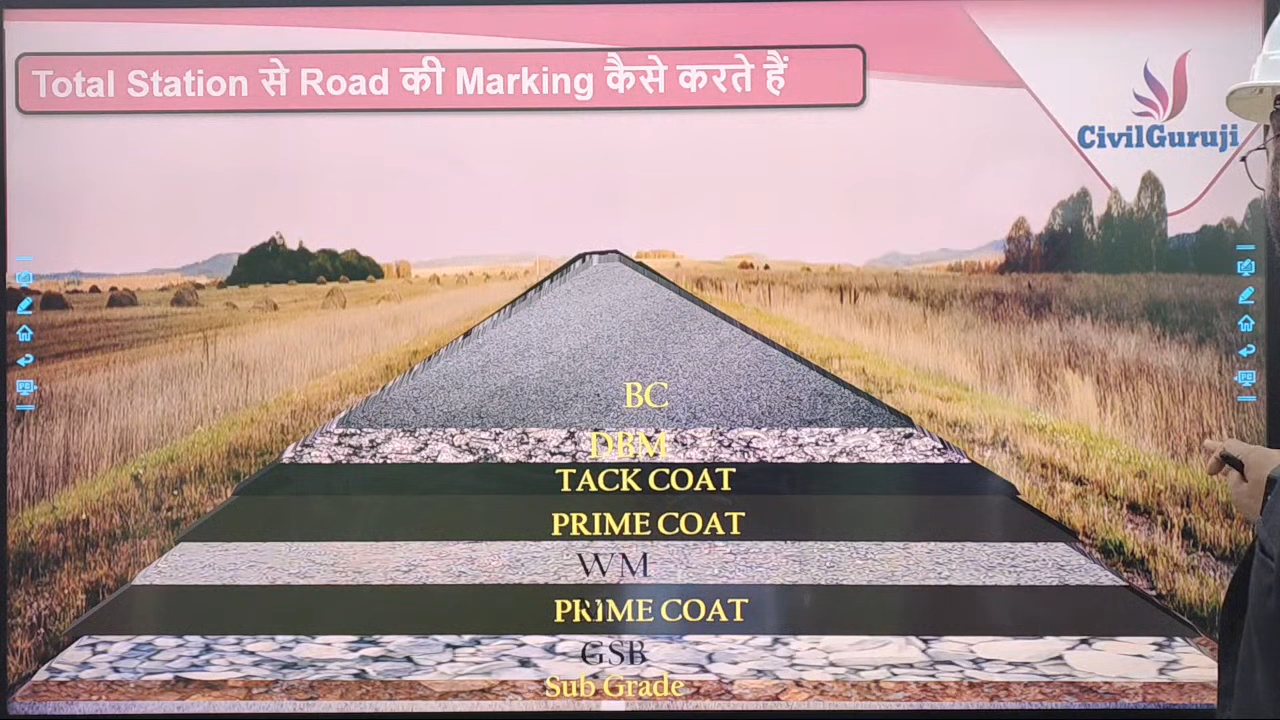 Total Station से Road की Marking कैसे करते हैं
CivilGuruji
BC
DBM
TACK COAT
PRIME COAT
WM
PRIME COAT
GSB
Sub Grade